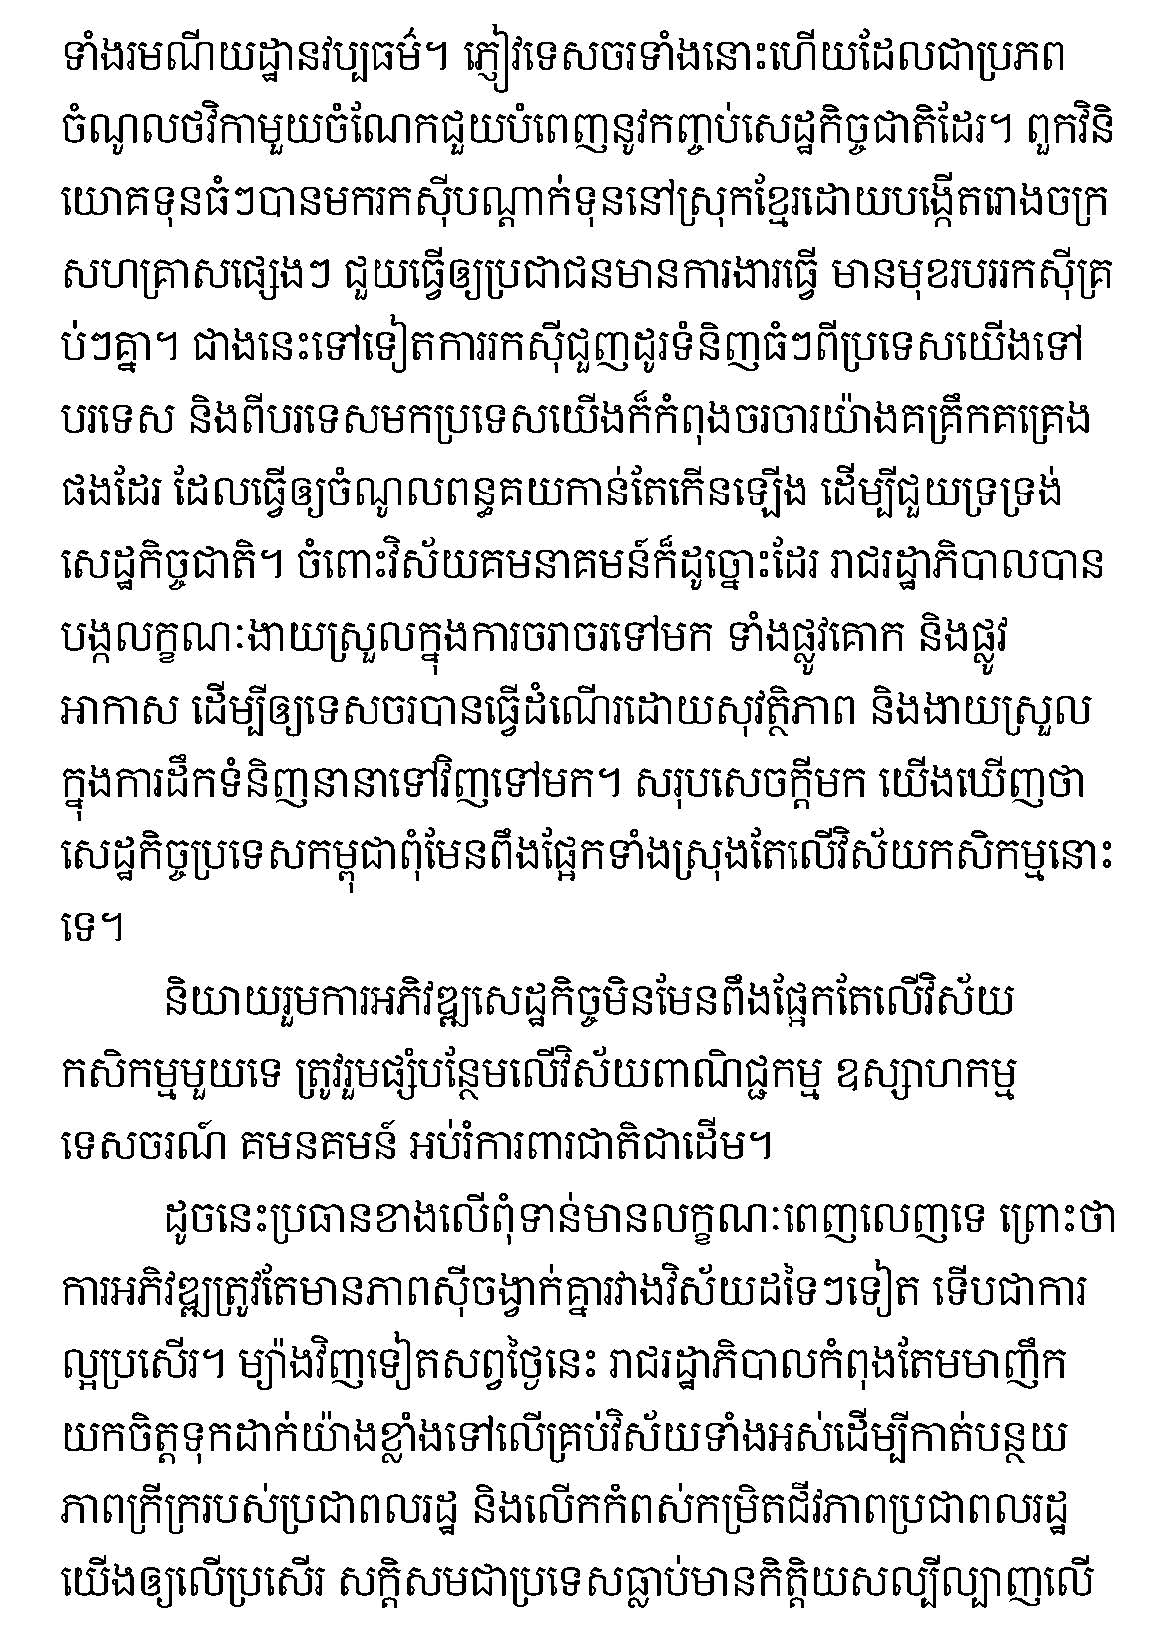 ទាំងរមណីយដ្ឋានវប្បធម៌។ ភ្ញៀវទេសចរទាំងនោះហើយដែលជាប្រភព
ចំណូលថវិកាមួយចំណែកជួយបំពេញនូវកញ្ចប់សេដ្ឋកិច្ចជាតិដែរ។ ពួកវិនិ
យោគទុនធំៗបានមករកស៊ីបណ្តាក់ទុននៅស្រុកខ្មែរដោយបង្កើតរោងចក្រ
សហគ្រាសផ្សេងៗ ជួយធ្វើឲ្យប្រជាជនមានការងារធ្វើ មានមុខរបររកស៊ីគ្រ
ប់ៗគ្នា។ ជាងនេះទៅទៀតការរកស៊ីជួញដូរទំនិញធំៗពីប្រទេសយើងទៅ
បរទេស និងពីបរទេសមកប្រទេសយើងក៏កំពុងចរចារយ៉ាងគគ្រឹកគគ្រេង
ផងដែរ ដែលធ្វើឲ្យចំណូលពន្ធគយកាន់តែកើនឡើង ដើម្បីជួយទ្រទ្រង់
សេដ្ឋកិច្ចជាតិ។ ចំពោះវិស័យគមនាគមន៍ក៏ដូច្នោះដែរ រាជរដ្ឋាភិបាលបាន
បង្កលក្ខណៈងាយស្រួលក្នុងការចរាចរទៅមក ទាំងផ្លូវគោក និងផ្លូវ
អាកាស ដើម្បីឲ្យទេសចរបានធ្វើដំណើរដោយសុវត្ថិភាព និងងាយស្រួល
ក្នុងការដឹកទំនិញនានាទៅវិញទៅមក។ សរុបសេចក្តីមក យើងឃើញថា
សេដ្ឋកិច្ចប្រទេសកម្ពុជាពុំមែនពឹងផ្អែកទាំងស្រុងតែលើវិស័យកសិកម្មនោះ
ទេ។
និយាយរួមការអភិវឌ្ឍសេដ្ឋកិច្ចមិនមែនពឹងផ្អែកតែលើវិស័យ
កសិកម្មមួយទេ ត្រូវរួមផ្សំបន្ថែមលើវិស័យពាណិជ្ជកម្ម ឧស្សាហកម្ម
ទេសចរណ៍ គមនគមន៍ អប់រំការពារជាតិជាដើម។
ដូចនេះប្រធានខាងលើពុំទាន់មានលក្ខណៈពេញលេញទេ ព្រោះថា
ការអភិវឌ្ឍត្រូវតែមានភាពស៊ីចង្វាក់គ្នារវាងវិស័យដទៃៗទៀត ទើបជាការ
ល្អប្រសើរ។ ម្យ៉ាងវិញទៀតសព្វថ្ងៃនេះ រាជរដ្ឋាភិបាលកំពុងតែមមាញឹក
យកចិត្តទុកដាក់យ៉ាងខ្លាំងទៅលើគ្រប់វិស័យទាំងអស់ដើម្បីកាត់បន្ថយ
ភាពក្រីក្ររបស់ប្រជាពលរដ្ឋ និងលើកកំពស់កម្រិតជីវភាពប្រជាពលរដ្ឋ
យើងឲ្យលើប្រសើរ សក្តិសមជាប្រទេសធ្លាប់មានកិត្តិយសល្បីល្បាញលើ